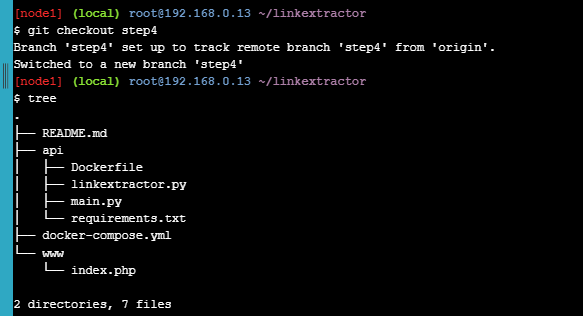 [node1] (local) root@192.168.0.13 ~/linkextractor
$ git checkout step4
Branch 'step4' set up to track remote branch 'step4' from 'origin'.
Switched to a new branch 'step4'
[node1] (local) root@192.168.0.13 ~/linkextractor
$ tree
.
├── README.md
├── api
│   ├── Dockerfile
│   ├── linkextractor.py
│   ├── main.py
│   └── requirements.txt
├── docker-compose.yml
└── www
    └── index.php

2 directories, 7 files